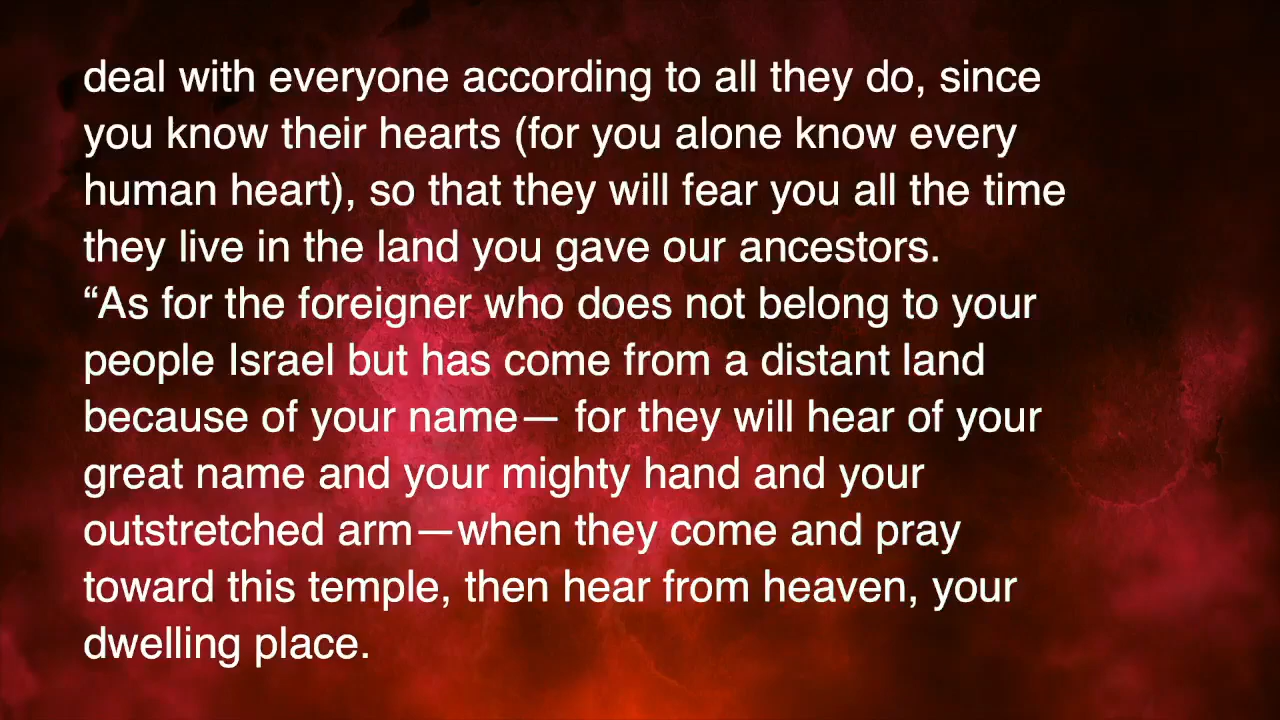 deal with everyone according to all they do, since
you know their hearts (for you alone know every
human heart), so that they will fear you all the time
they live in the land you gave our ancestors.
“As for the foreigner who does not belong to your
people Israel but has come from a distant land
because of your name— for they will hear of your
great name and your mighty hand and your
outstretched arm—when they come and pray
toward this temple, then hear from heaven, your
dwelling place.